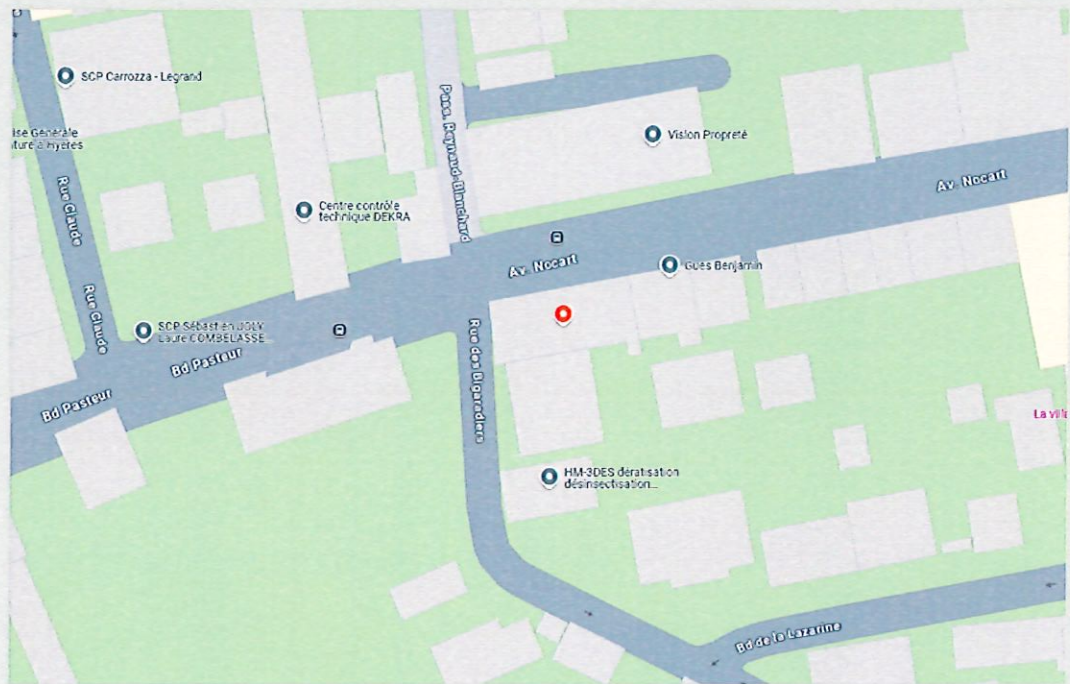 SCP Carrozza - Legrand
ise Générale
ture à Hyères
Rue Claude
Rue Claude
Pass. Reynaud-Blanchard
Vision Propreté
Centre contrôle
technique DEKRA
Av. Nocart
Av. Nocart
Gues Benjamin
SCP Sébastien JOLY
Laure COMBELASSE...
Bd Pasteur
Bd Pasteur
Rue des Bigaradiers
HM-3DES dératisation
désinsectisation...
La ville
Bd de la Lazarine